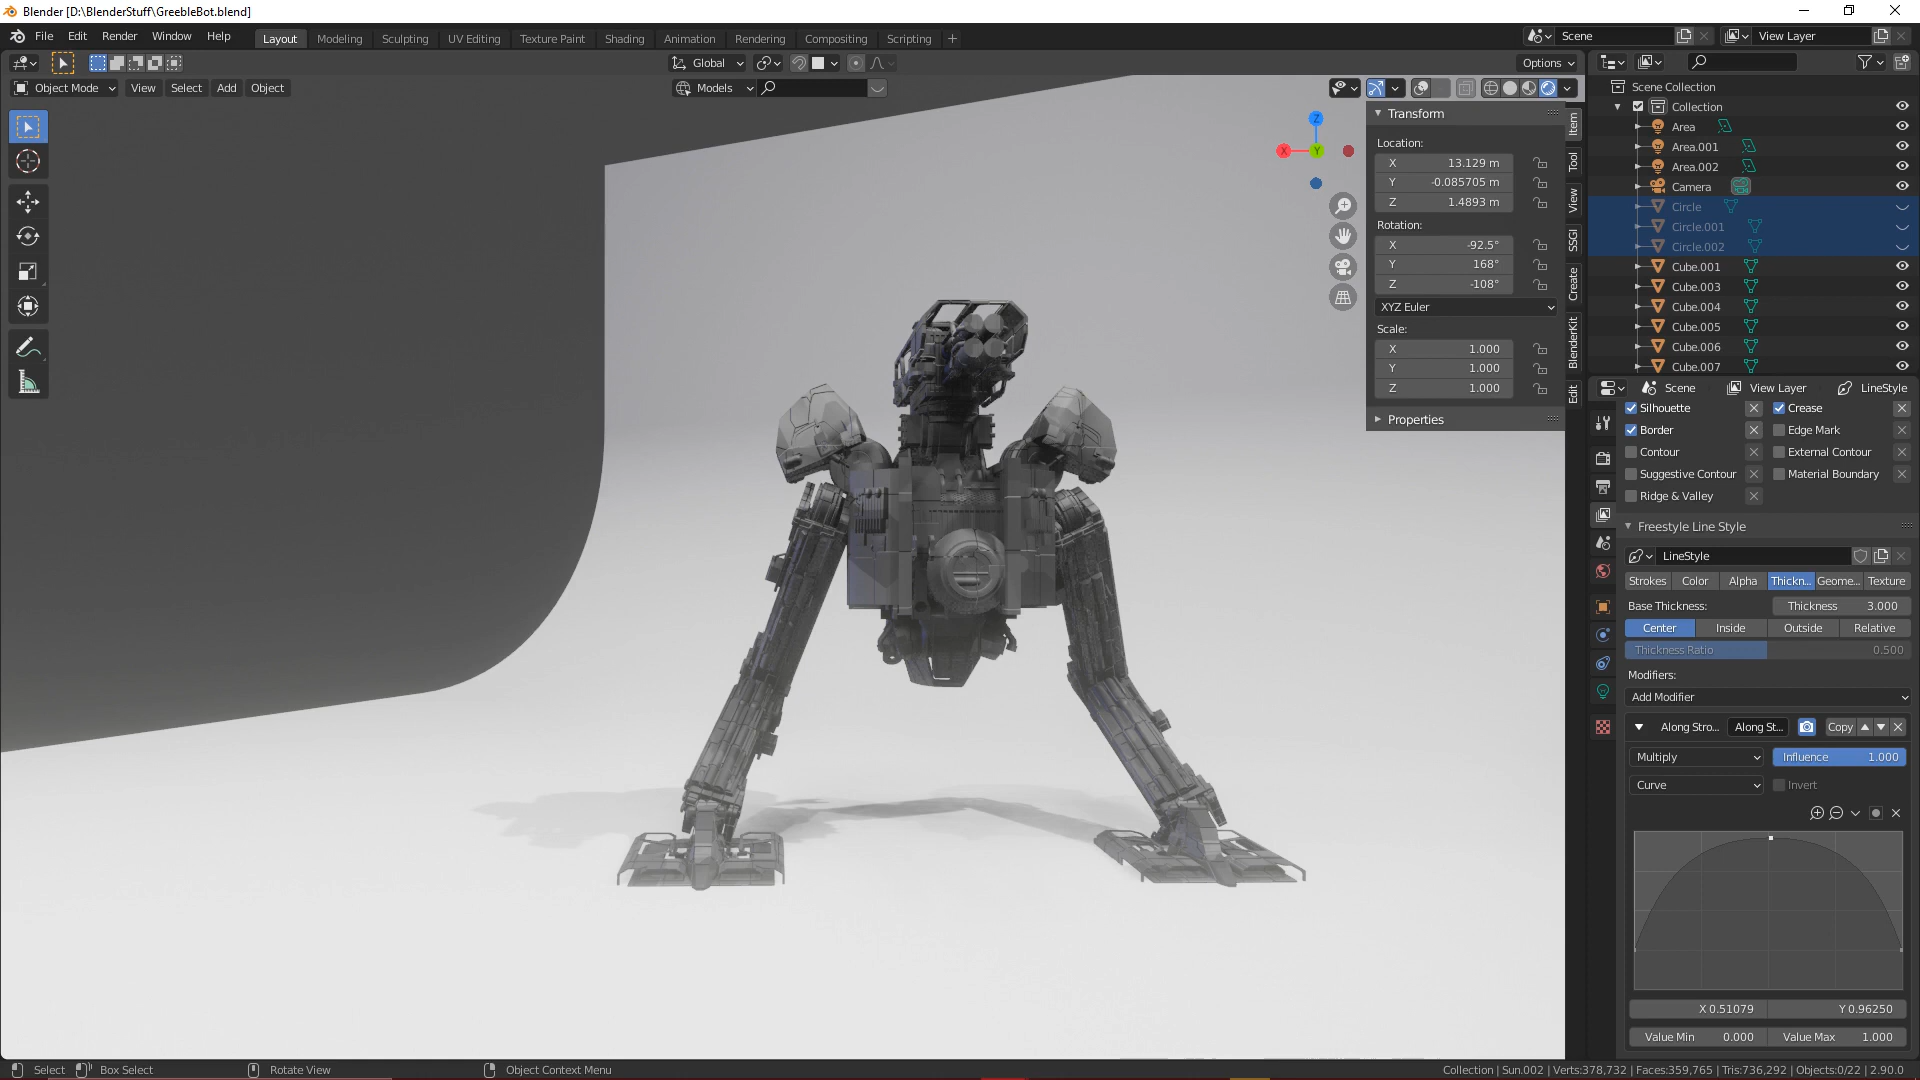 Blender [D:\BlenderStuff\GreebleBot.blend]
File Edit Render Window Help Layout Modeling Sculpting UV Editing Texture Paint Shading Animation Rendering Compositing Scripting Scene View Layer
Global Options
Object Mode View Select Add Object Models
Z
X
Y
Transform
Location:
X 13.129 m
Y -0.085705 m
Z 1.4893 m
Rotation:
X -92.5°
Y 168°
Z -108°
XYZ Euler
Scale:
X 1.000
Y 1.000
Z 1.000
Properties
Item
Tool
View
SSGI
Create
BlenderKit
Edit
Scene Collection
Collection
Area
Area.001
Area.002
Camera
Circle
Circle.001
Circle.002
Cube.001
Cube.003
Cube.004
Cube.005
Cube.006
Cube.007
Scene View Layer LineStyle
Silhouette Crease
Border Edge Mark
Contour External Contour
Suggestive Contour Material Boundary
Ridge & Valley
Freestyle Line Style
LineStyle
Strokes Color Alpha Thickn... Geome... Texture
Base Thickness: Thickness 3.000
Center Inside Outside Relative
Thickness Ratio 0.500
Modifiers:
Add Modifier
Along Stro... Along St... Copy
Multiply Influence 1.000
Curve Invert
X 0.51079 Y 0.96250
Value Min 0.000 Value Max 1.000
Select Box Select Rotate View Object Context Menu Collection | Sun.002 | Verts:378,732 | Faces:359,765 | Tris:736,292 | Objects:0/22 | 2.90.0